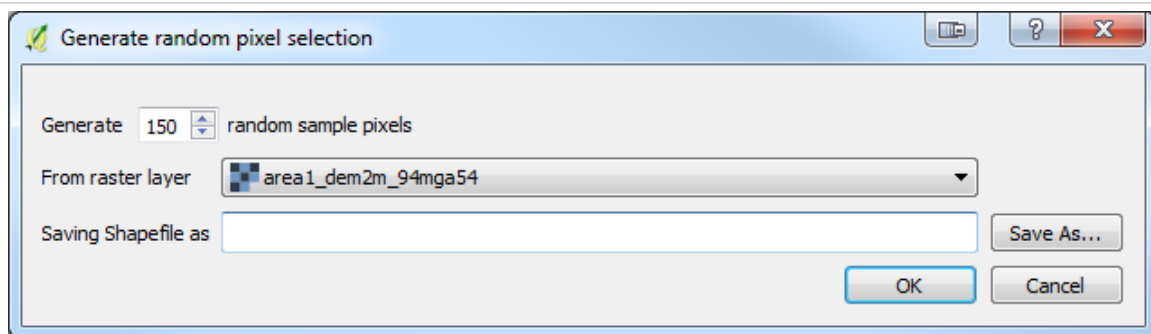 Generate random pixel selection
Generate 150 random sample pixels
From raster layer area1_dem2m_94mga54
Saving Shapefile as Save As...
OK Cancel